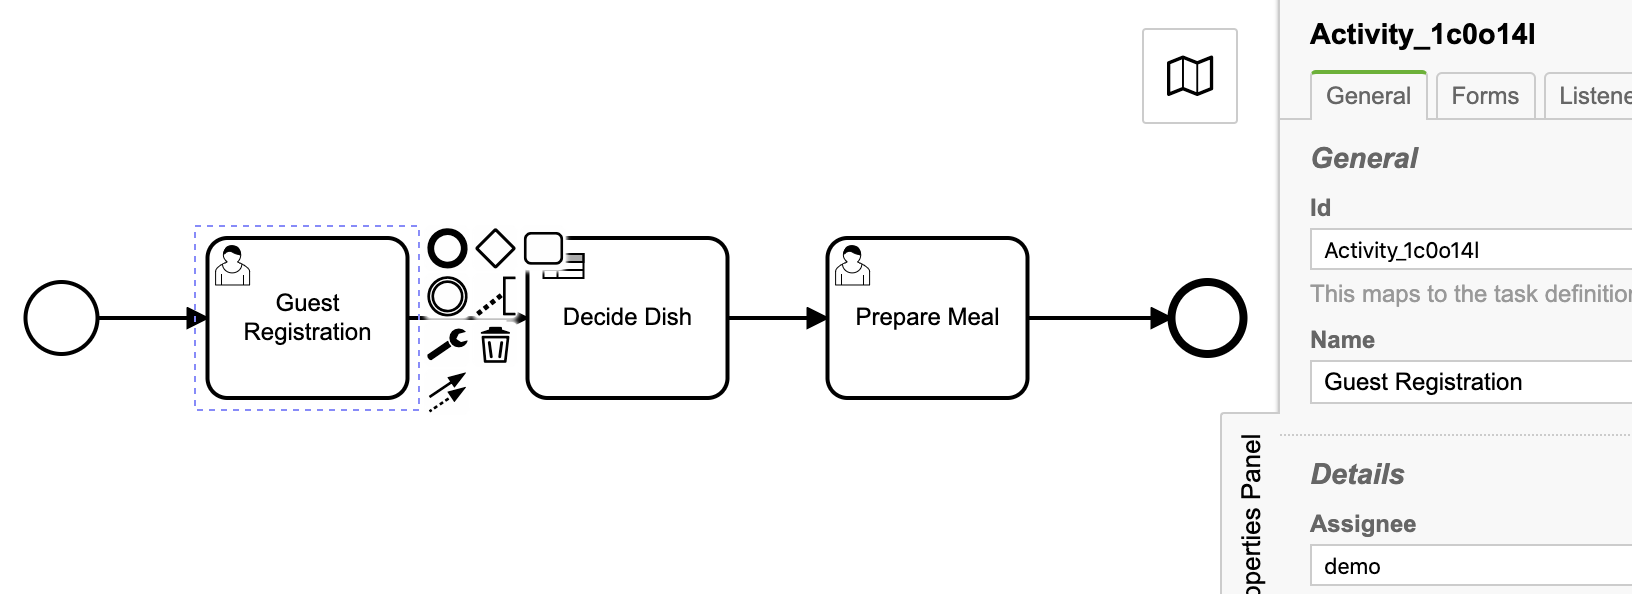 Activity_1c0o14l
General
Forms
Listene
General
Id
Activity_1c0o14l
This maps to the task definition
Name
Guest Registration
Details
Assignee
demo
Guest
Registration
Decide Dish
Prepare Meal
operties Panel